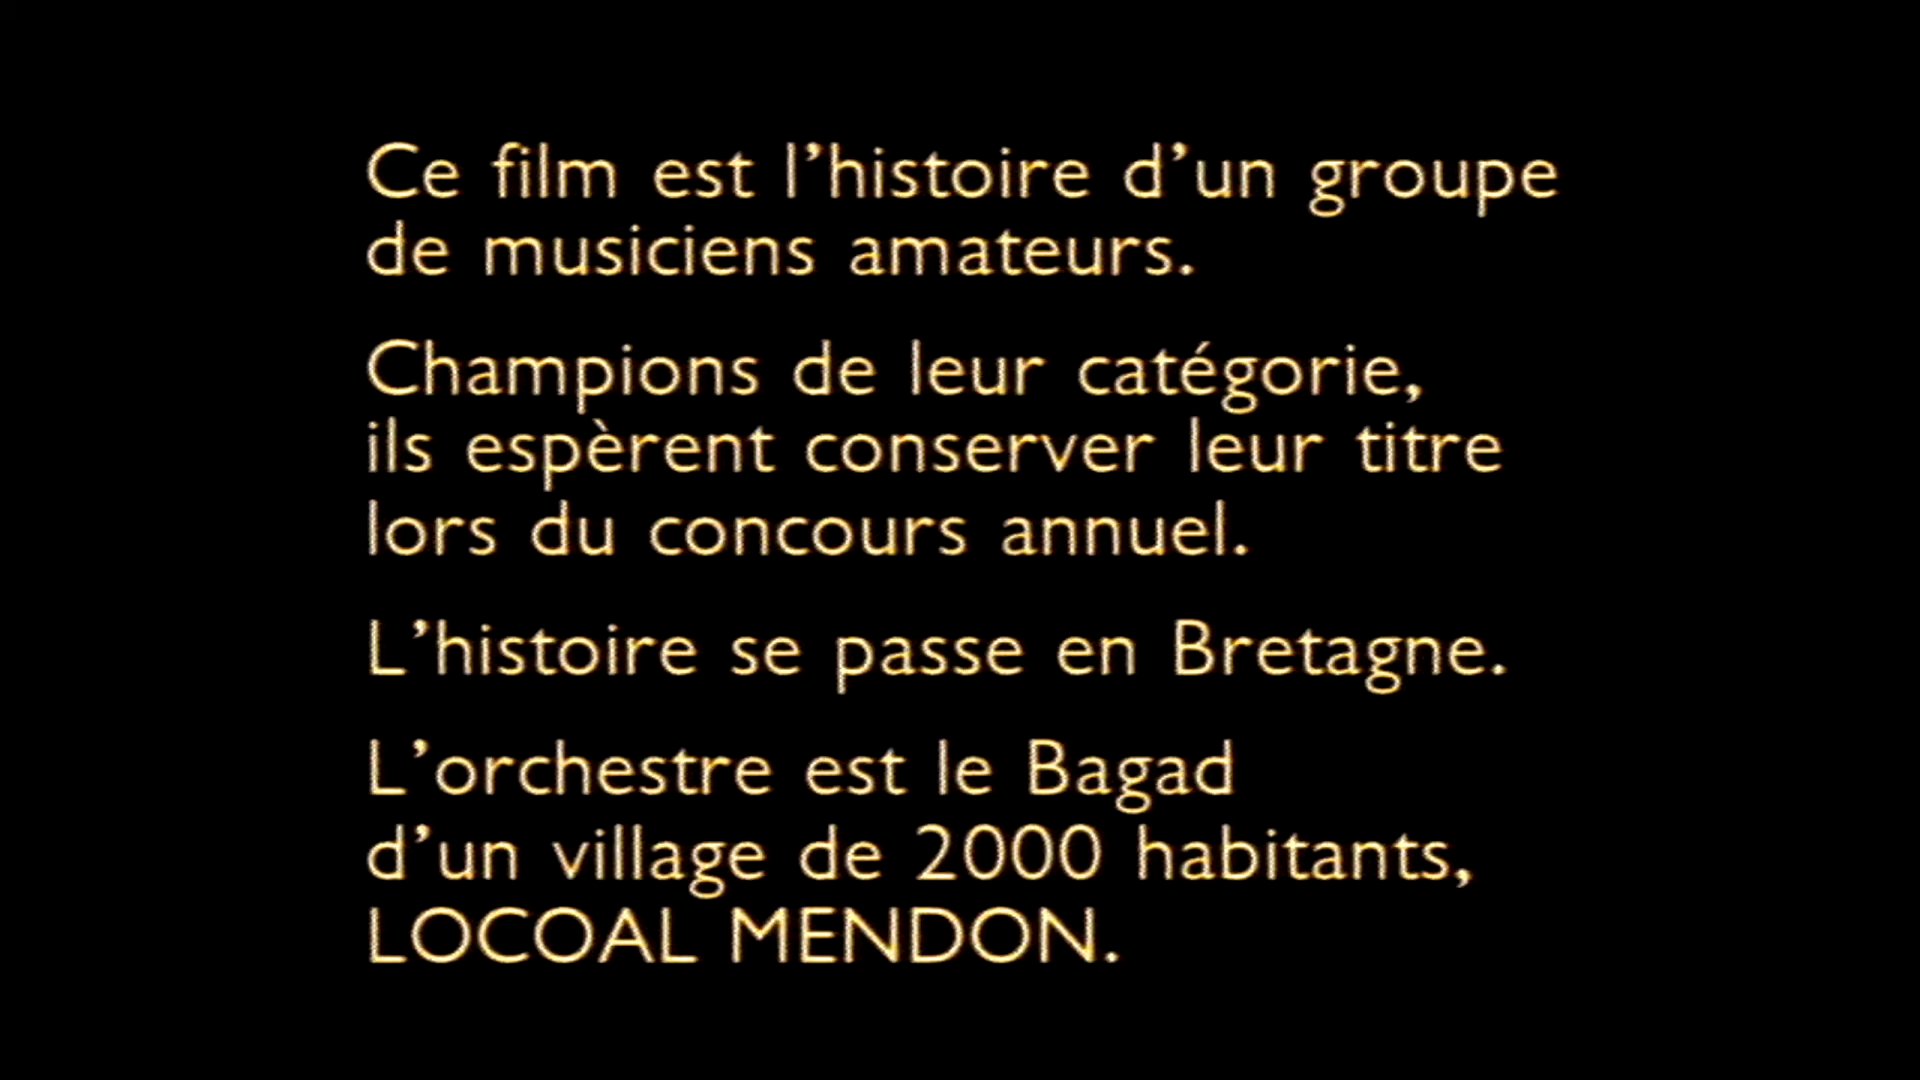 Ce film est l’histoire d’un groupe
de musiciens amateurs.
Champions de leur catégorie,
ils espèrent conserver leur titre
lors du concours annuel.
L’histoire se passe en Bretagne.
L’orchestre est le Bagad
d’un village de 2000 habitants,
LOCOAL MENDON.